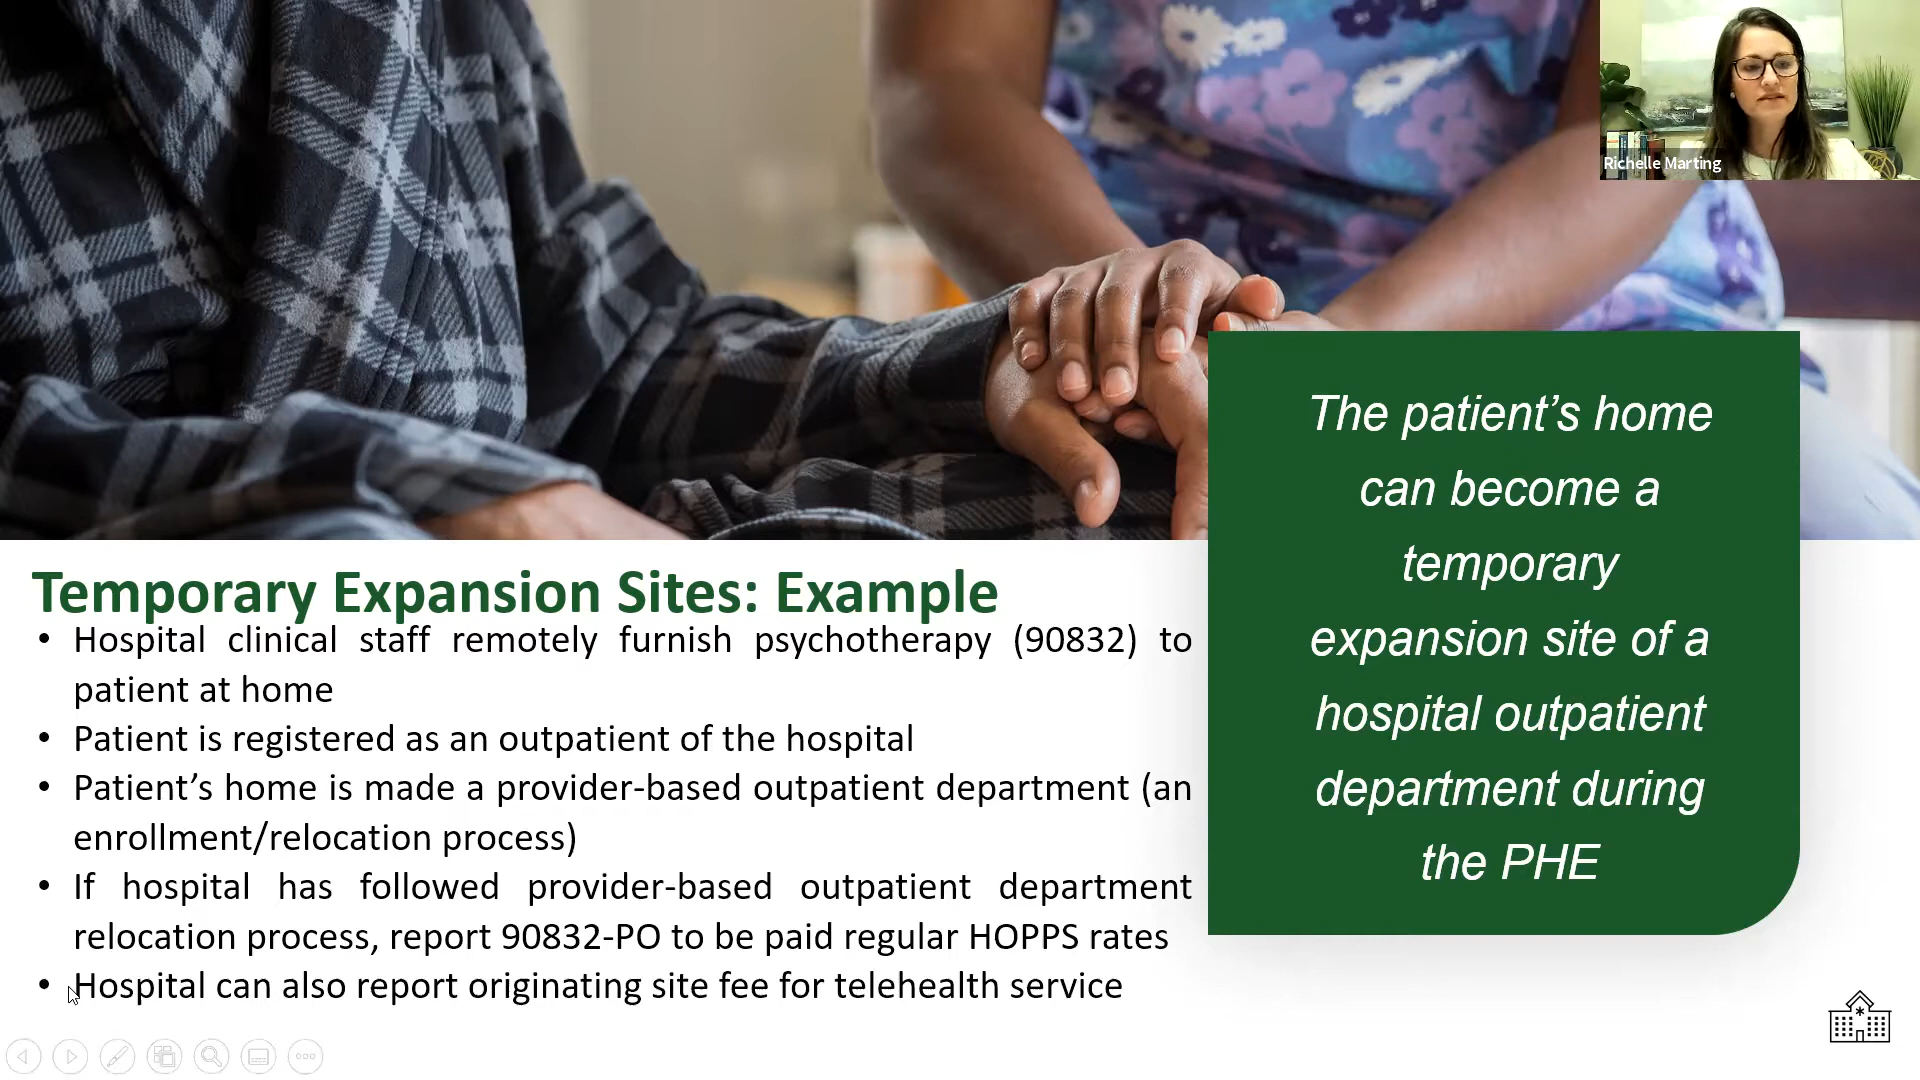 Richelle Marting
The patient’s home
can become a
temporary
expansion site of a
hospital outpatient
department during
the PHE
Temporary Expansion Sites: Example
• Hospital clinical staff remotely furnish psychotherapy (90832) to
patient at home
• Patient is registered as an outpatient of the hospital
• Patient’s home is made a provider-based outpatient department (an
enrollment/relocation process)
• If hospital has followed provider-based outpatient department
relocation process, report 90832-PO to be paid regular HOPPS rates
• Hospital can also report originating site fee for telehealth service